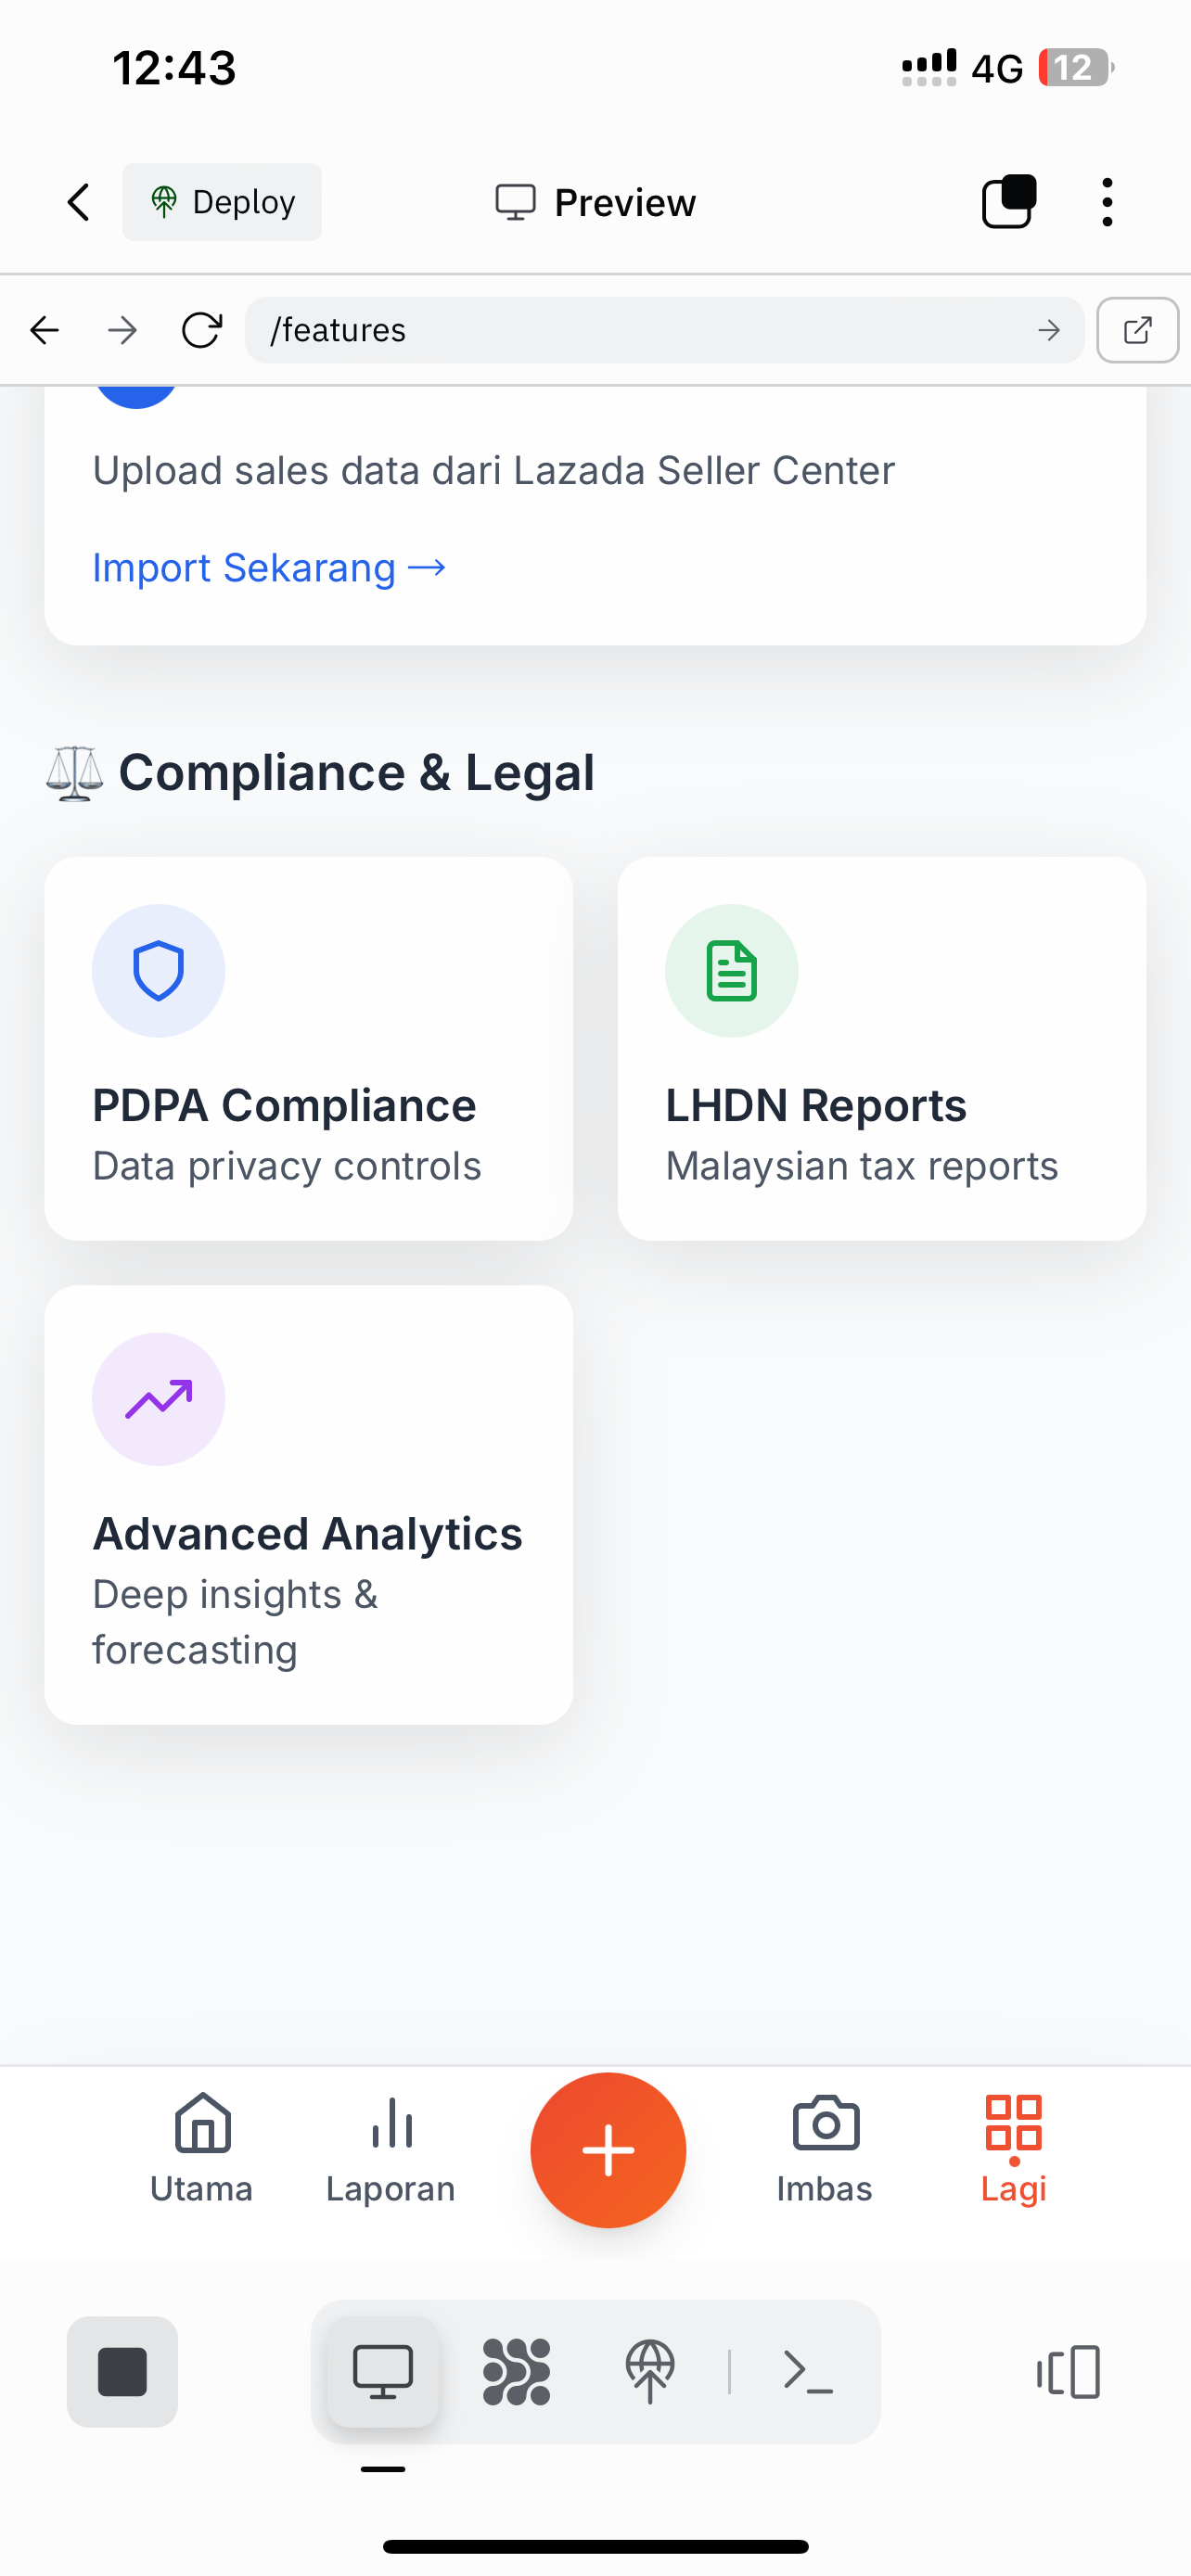 12:43
4G 12
Deploy
Preview
/features
Upload sales data dari Lazada Seller Center
Import Sekarang →
⚖️ Compliance & Legal
PDPA Compliance
Data privacy controls
LHDN Reports
Malaysian tax reports
Advanced Analytics
Deep insights &
forecasting
Utama
Laporan
Imbas
Lagi